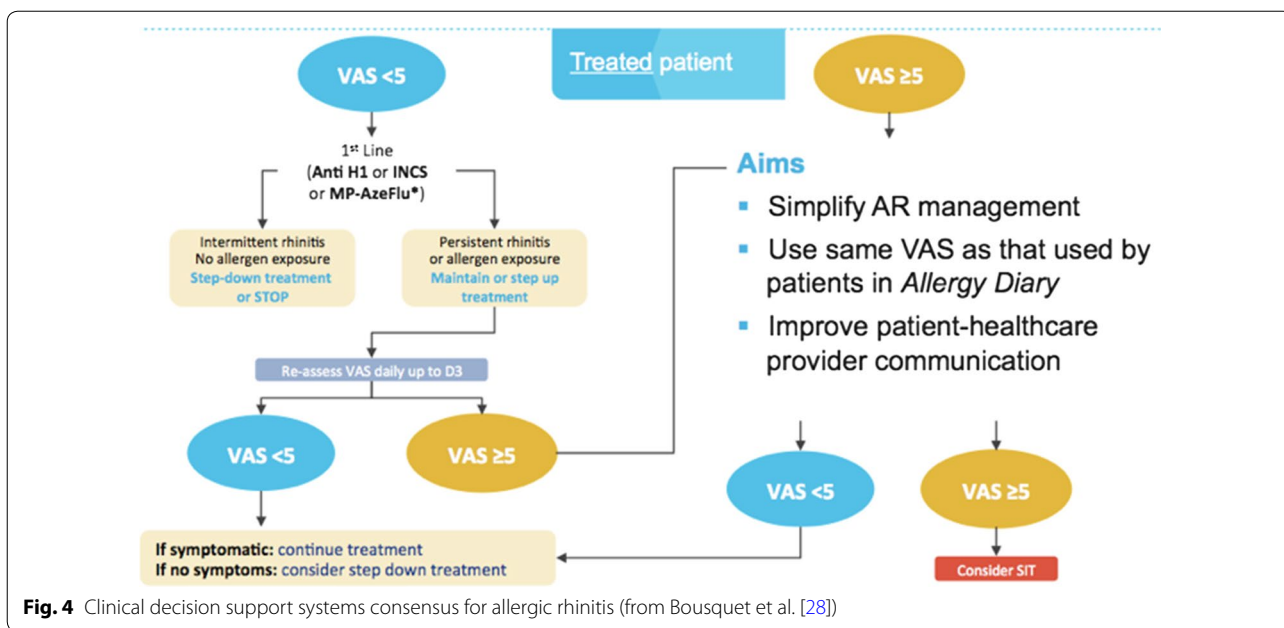 Treated patient
VAS <5
VAS ≥5
1st Line
(Anti H1 or INCS
or MP-AzeFlu*)
Intermittent rhinitis
No allergen exposure
Step-down treatment
or STOP
Persistent rhinitis
or allergen exposure
Maintain or step up
treatment
Re-assess VAS daily up to D3
VAS <5
VAS ≥5
If symptomatic: continue treatment
If no symptoms: consider step down treatment
Aims
▪ Simplify AR management
▪ Use same VAS as that used by
patients in Allergy Diary
▪ Improve patient-healthcare
provider communication
VAS <5
VAS ≥5
Consider SIT
Fig. 4 Clinical decision support systems consensus for allergic rhinitis (from Bousquet et al. [28])